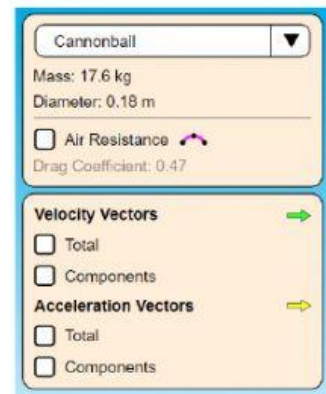 Cannonball
Mass: 17.6 kg
Diameter: 0.18 m
Air Resistance
Drag Coefficient: 0.47
Velocity Vectors
Total
Components
Acceleration Vectors
Total
Components